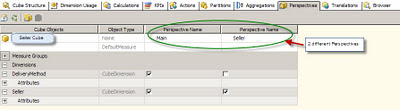 Cube Structure Dimension Usage Calculations KPIs Actions Partitions Aggregations Perspectives Translations Browser
Cube Objects Object Type Perspective Name Perspective Name
Seller Cube None Main Seller
DefaultMeasure
2 different Perspectives
Measure Groups
Dimensions
DeliveryMethod CubeDimension
Attributes
Seller CubeDimension
Attributes